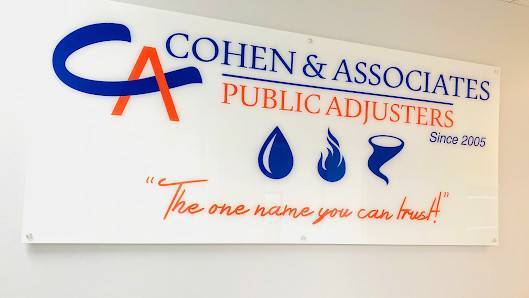 CA
COHEN & ASSOCIATES
PUBLIC ADJUSTERS
Since 2005
"The one name you can trust!"